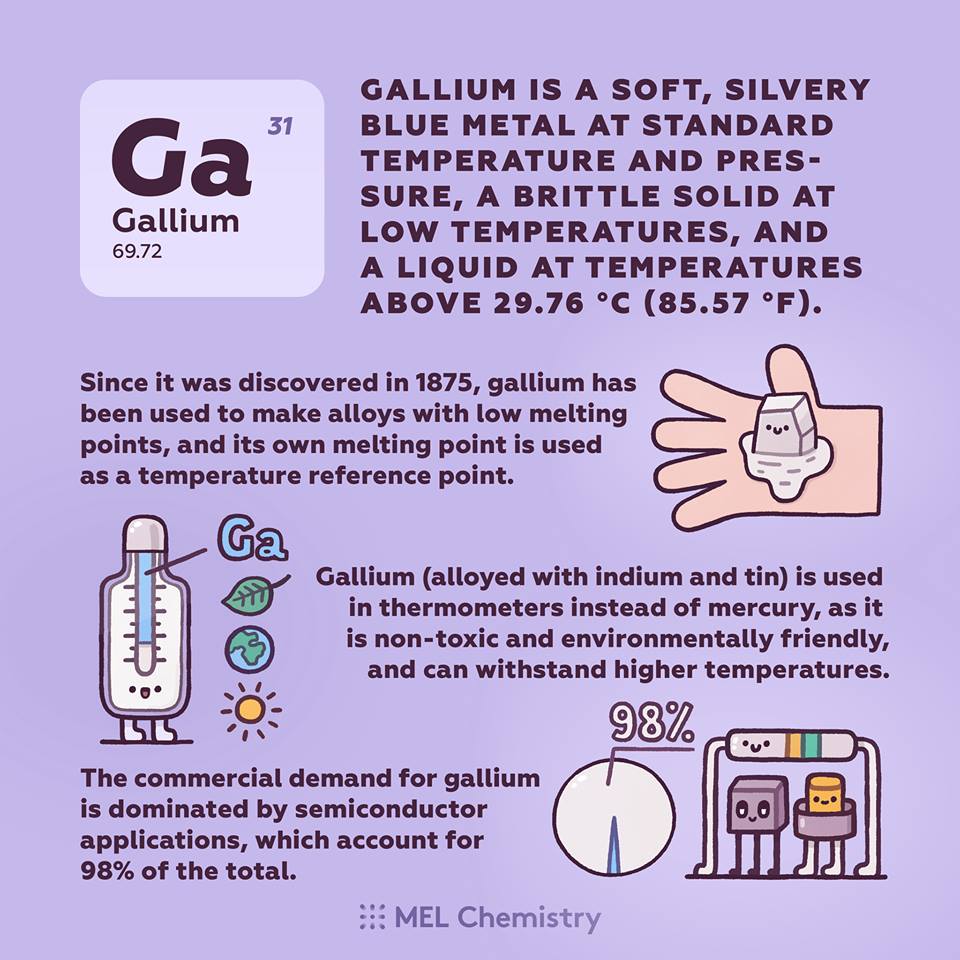 Ga
31
Gallium
69.72
GALLIUM IS A SOFT, SILVERY
BLUE METAL AT STANDARD
TEMPERATURE AND PRES-
SURE, A BRITTLE SOLID AT
LOW TEMPERATURES, AND
A LIQUID AT TEMPERATURES
ABOVE 29.76 °C (85.57 °F).
Since it was discovered in 1875, gallium has
been used to make alloys with low melting
points, and its own melting point is used
as a temperature reference point.
Ga
Gallium (alloyed with indium and tin) is used
in thermometers instead of mercury, as it
is non-toxic and environmentally friendly,
and can withstand higher temperatures.
98%
The commercial demand for gallium
is dominated by semiconductor
applications, which account for
98% of the total.
MEL Chemistry